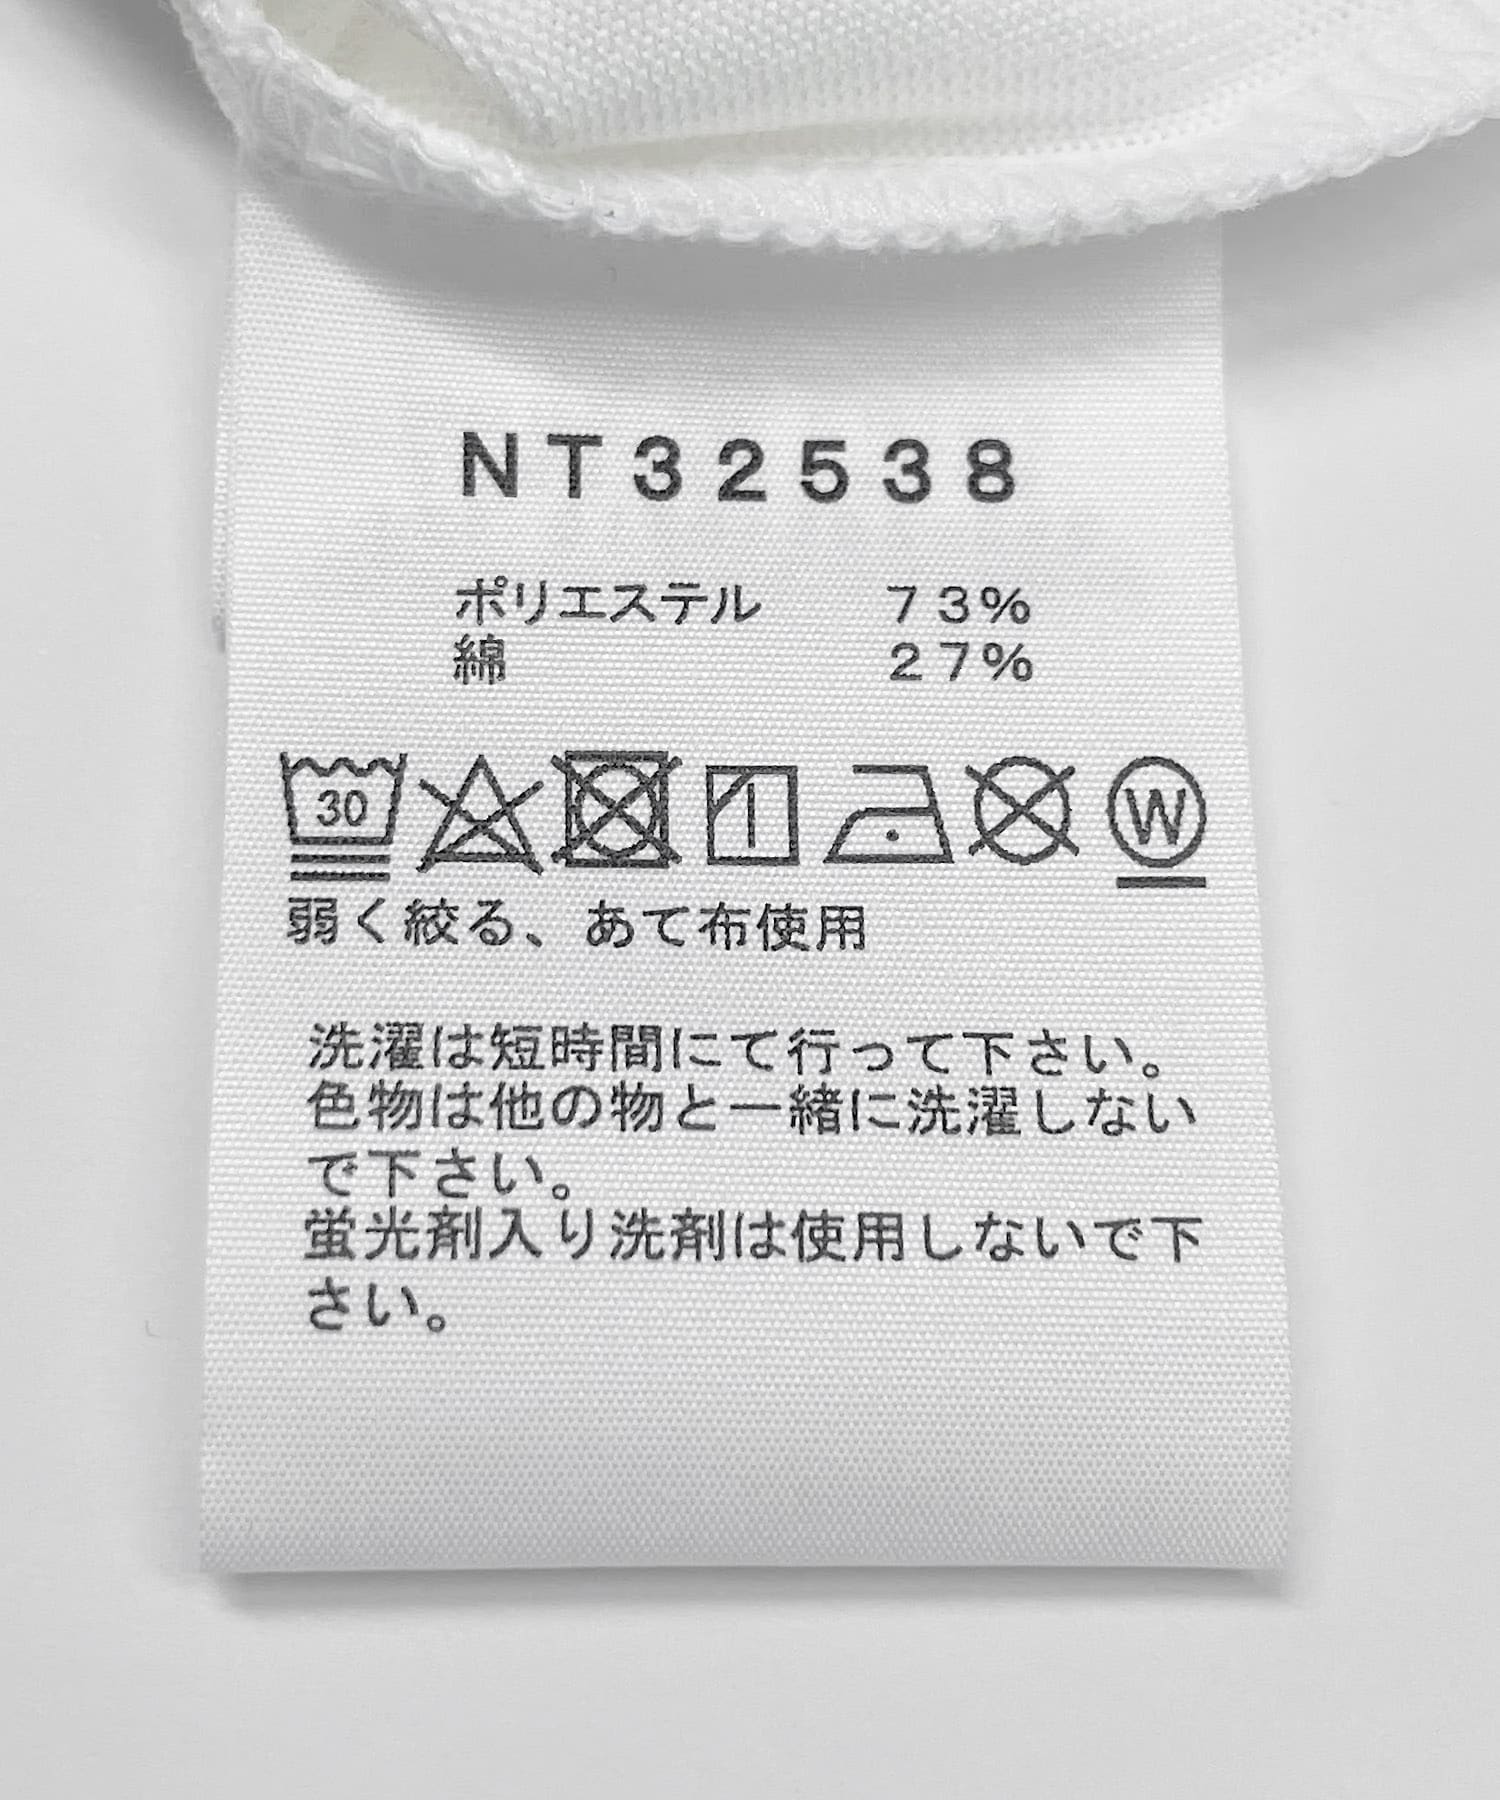 NT32538
ポリエステル 73%
綿 27%
30 W
弱く絞る、あて布使用
洗濯は短時間にて行って下さい。
色物は他の物と一緒に洗濯しない
で下さい。
蛍光剤入り洗剤は使用しないで下
さい。